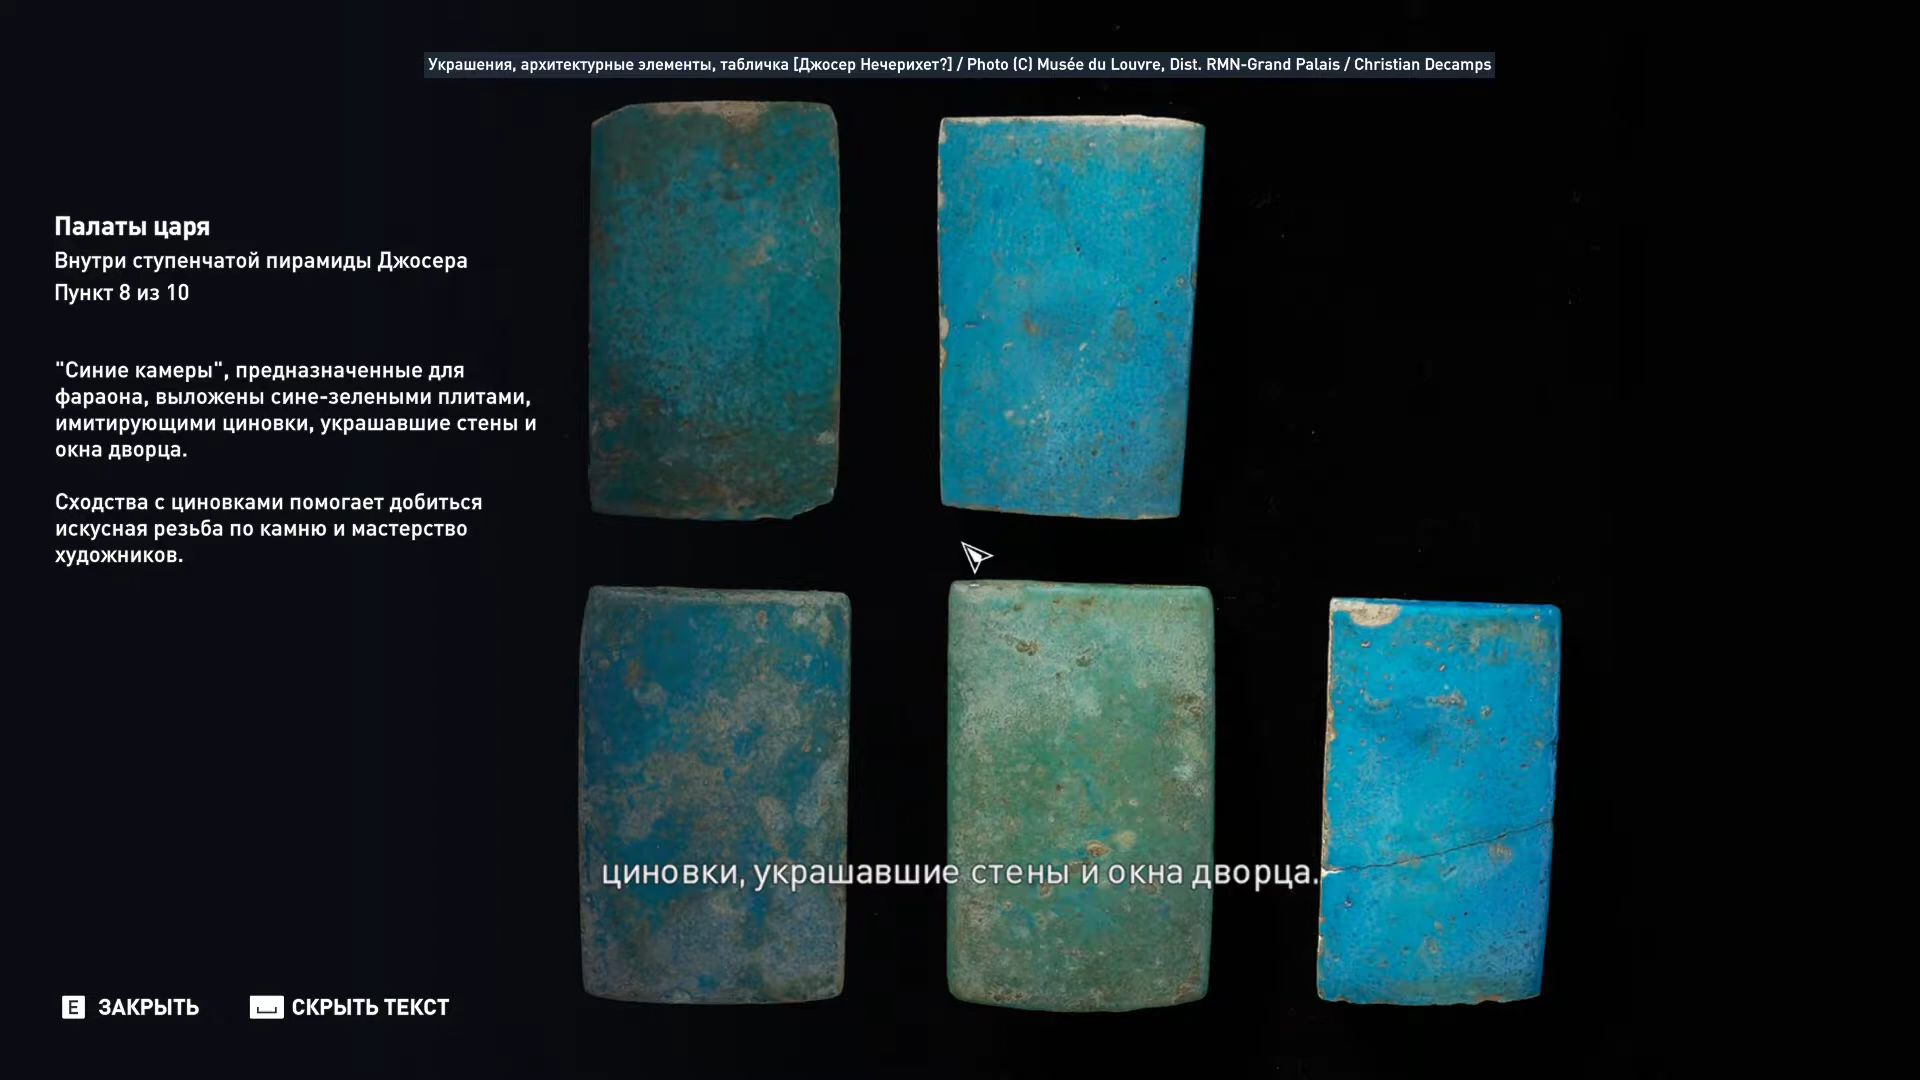 Украшения, архитектурные элементы, табличка [Джосер Нечерихет?] / Photo (C) Musée du Louvre, Dist. RMN-Grand Palais / Christian Decamps
Палаты царя
Внутри ступенчатой пирамиды Джосера
Пункт 8 из 10
"Синие камеры", предназначенные для
фараона, выложены сине-зелеными плитами,
имитирующими циновки, украшавшие стены и
окна дворца.
Сходства с циновками помогает добиться
искусная резьба по камню и мастерство
художников.
циновки, украшавшие стены и окна дворца.
E ЗАКРЫТЬ СКРЫТЬ ТЕКСТ